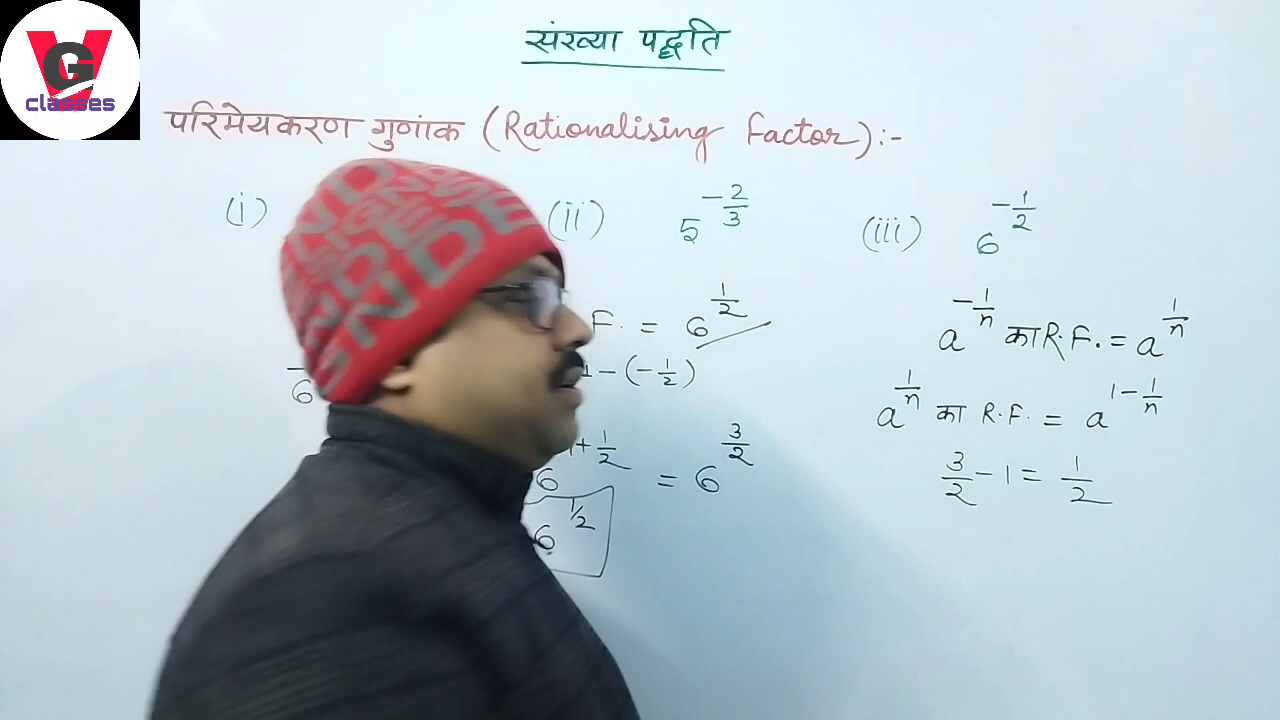 VG classes
संख्या पद्धति
परिमेयकरण गुणांक (Rationalising Factor):-
(i) (ii) 5^{-2/3} (iii) 6^{-1/2}
F. = 6^{1/2}
a^{-1/n} का R.F. = a^{1/n}
1-(-1/2)
a^{1/n} का R.F. = a^{1-1/n}
6^{1+1/2} = 6^{3/2}
3/2 - 1 = 1/2
6^{1/2}